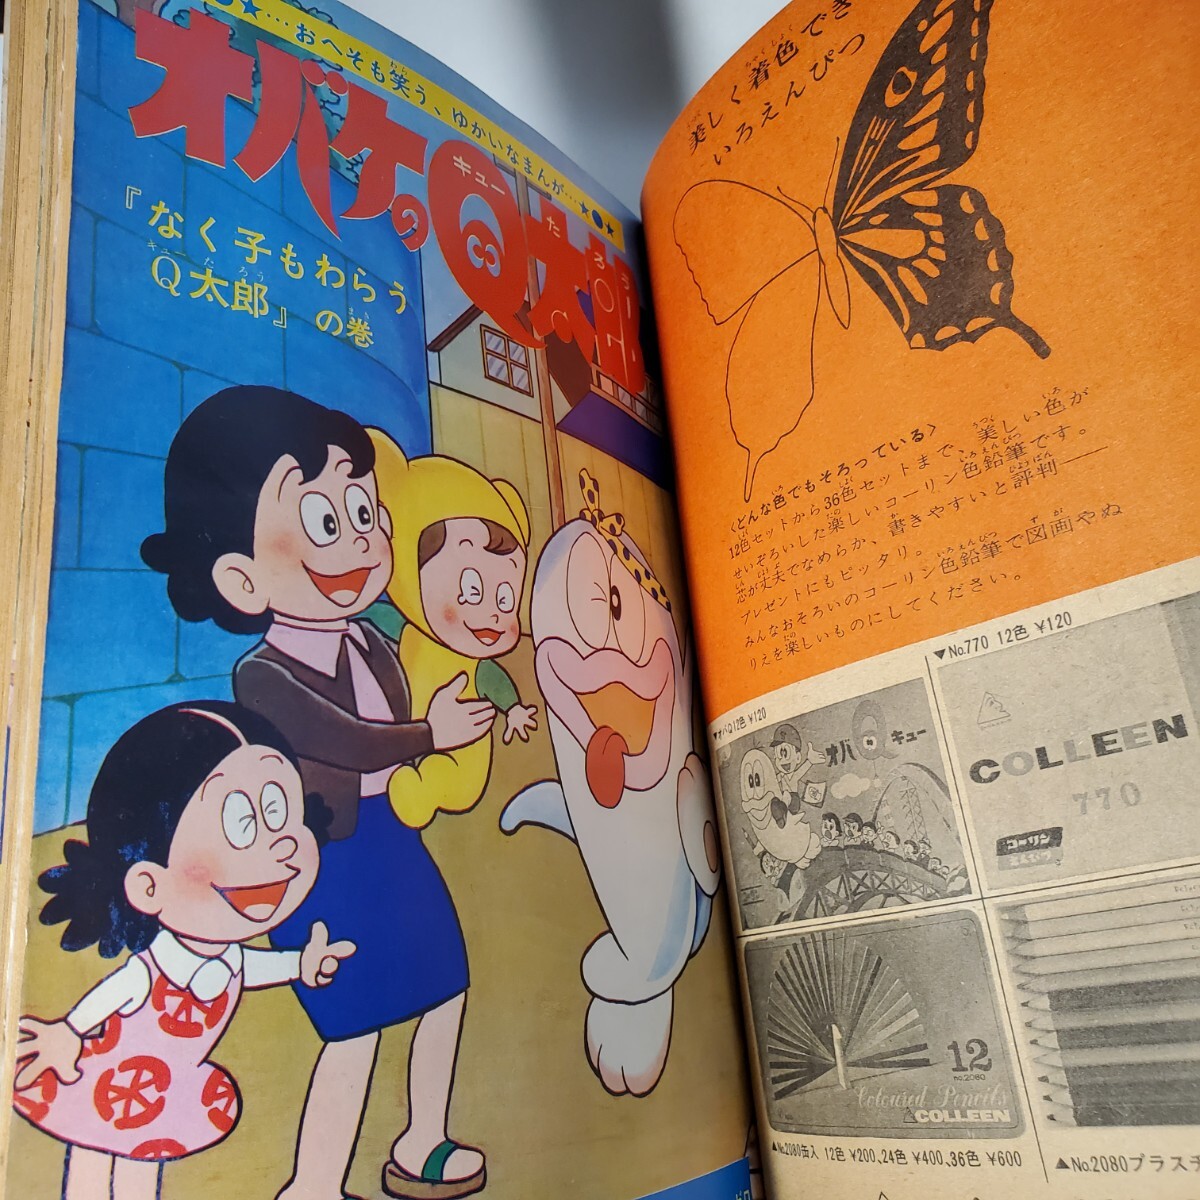 …おへそも笑う、ゆかいなまんが…
オバケのQ太郎
『なく子もわらう
Q太郎』の巻
美しく着色でき
いろえんぴつ
〈どんな色でもそろっている〉
12色セットから36色セットまで、美しい色が
せいぞろいした楽しいコーリン色鉛筆です。
芯が丈夫でなめらか、書きやすいと評判──
プレゼントにもピッタリ。
みんなおそろいのコーリン色鉛筆で図画やぬ
りえを楽しいものにしてください。
▼オバQ12色 ¥120
▼No.770 12色 ¥120
オバQ
キュー
COLLEEN
770
コーリン
えんぴつ
12
no.2080
Coloured Pencils
COLLEEN
▲No.2080缶入 12色 ¥200、24色 ¥400、36色 ¥600
▲No.2080プラスチ